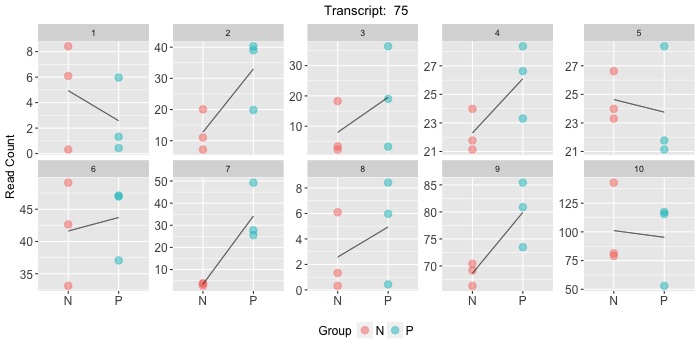 Transcript: 75
1 2 3 4 5
8 6 4 2 0
40 30 20 10
30 20 10
27 25 23 21
27 25 23 21
6 7 8 9 10
45 40 35
50 40 30 20 10
8 6 4 2 0
85 80 75 70
125 100 75 50
N P N P N P N P N P
Read Count
Group N P